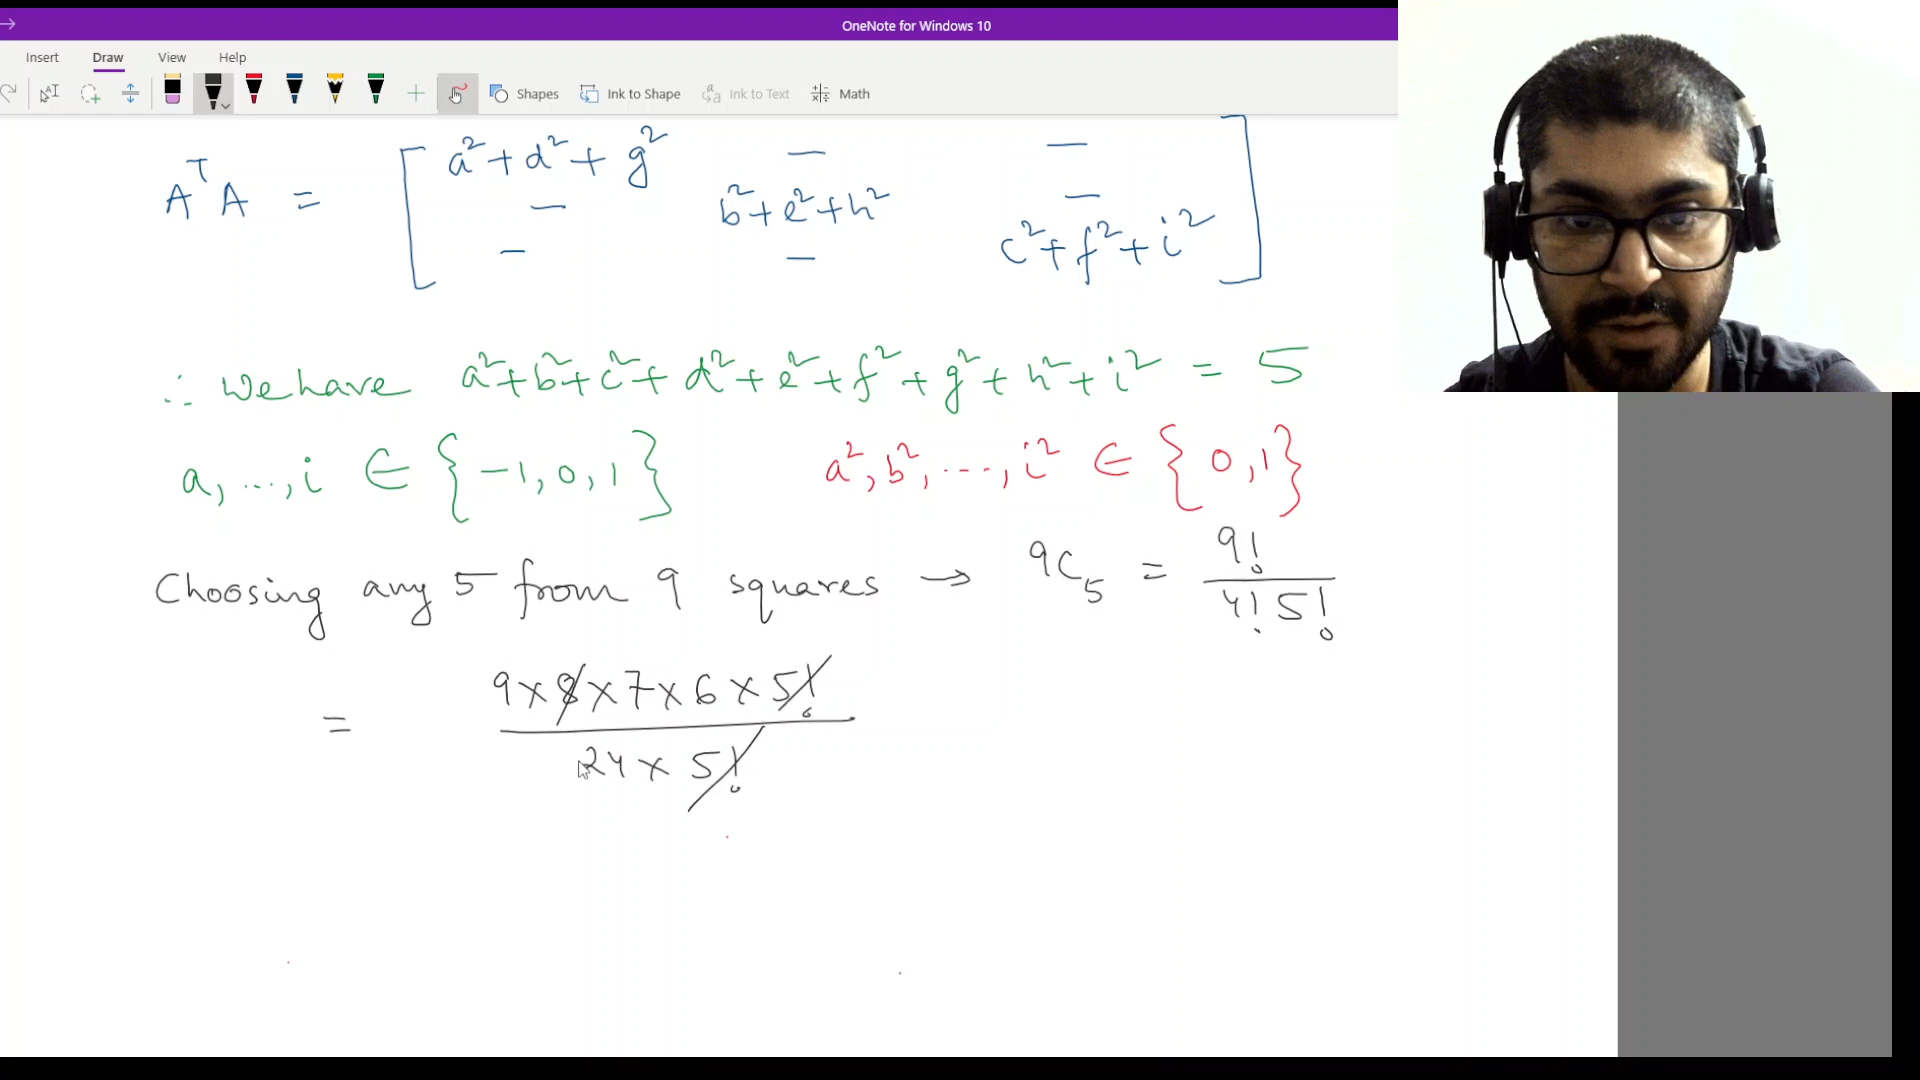 OneNote for Windows 10
Insert Draw View Help
Shapes Ink to Shape Ink to Text Math
AᵀA = [ a²+d²+g² — —
— b²+e²+h² —
— — c²+f²+i² ]
∴ We have a²+b²+c²+d²+e²+f²+g²+h²+i² = 5
a, ..., i ∈ {-1, 0, 1} a², b², ..., i² ∈ {0, 1}
Choosing any 5 from 9 squares → 9C₅ = 9! / 4! 5!
= 9 × 8 × 7 × 6 × 5!
24 × 5!